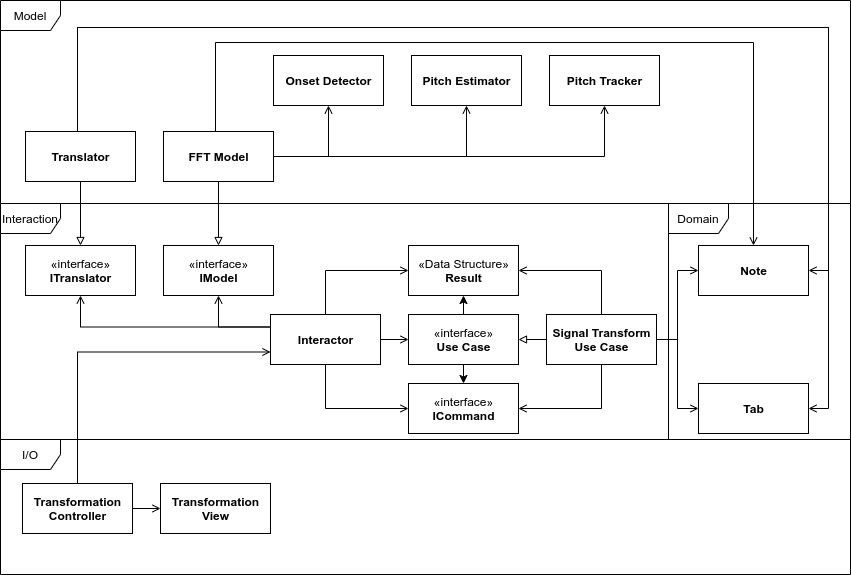 Model
Onset Detector
Pitch Estimator
Pitch Tracker
Translator
FFT Model
Interaction
Domain
«interface»
ITranslator
«interface»
IModel
«Data Structure»
Result
Note
Interactor
«interface»
Use Case
Signal Transform
Use Case
«interface»
ICommand
Tab
I/O
Transformation
Controller
Transformation
View